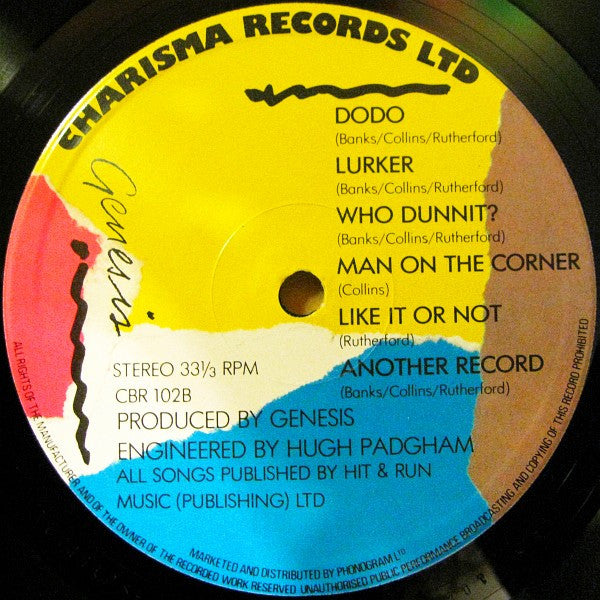 CHARISMA RECORDS LTD
Genesis
DODO
(Banks/Collins/Rutherford)
LURKER
(Banks/Collins/Rutherford)
WHO DUNNIT?
(Banks/Collins/Rutherford)
MAN ON THE CORNER
(Collins)
LIKE IT OR NOT
(Rutherford)
ANOTHER RECORD
(Banks/Collins/Rutherford)
STEREO 33⅓ RPM
CBR 102B
PRODUCED BY GENESIS
ENGINEERED BY HUGH PADGHAM
ALL SONGS PUBLISHED BY HIT & RUN
MUSIC (PUBLISHING) LTD
MARKETED AND DISTRIBUTED BY PHONOGRAM LTD
ALL RIGHTS OF THE MANUFACTURER AND OF THE OWNER OF THE RECORDED WORK RESERVED UNAUTHORISED PUBLIC PERFORMANCE BROADCASTING AND COPYING OF THIS RECORD PROHIBITED